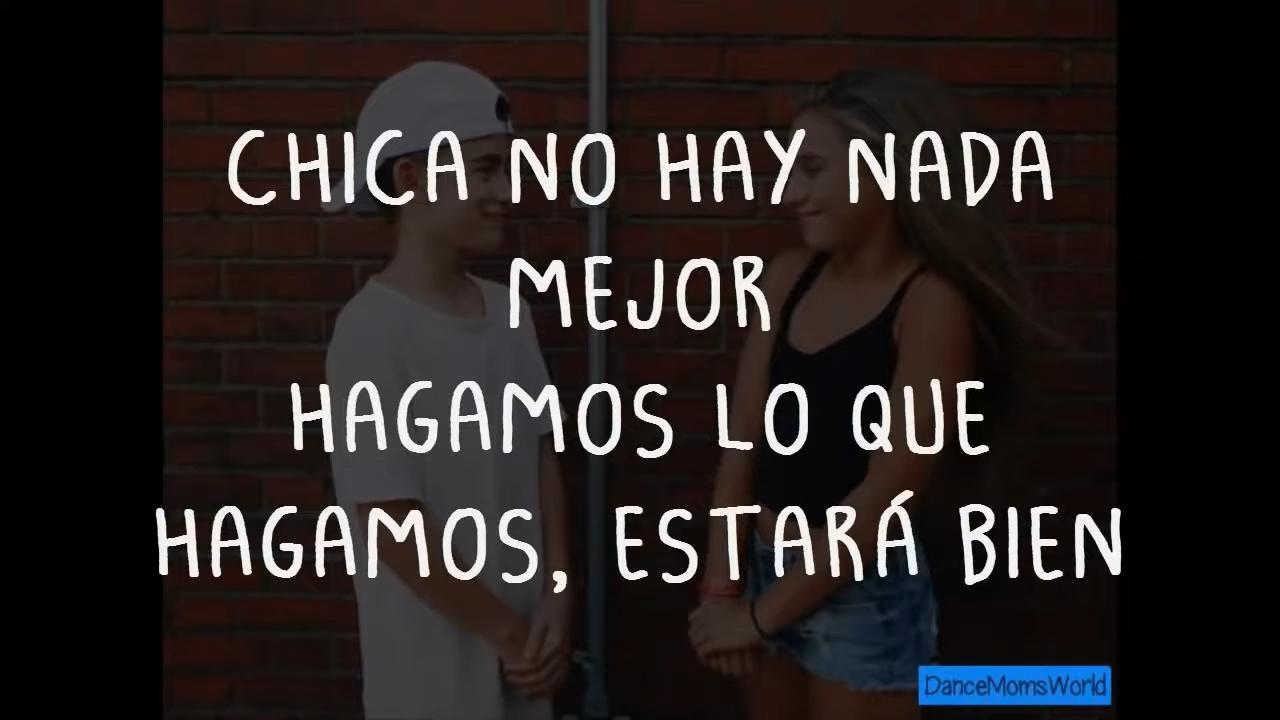 CHICA NO HAY NADA
MEJOR
HAGAMOS LO QUE
HAGAMOS, ESTARÁ BIEN
DanceMomsWorld